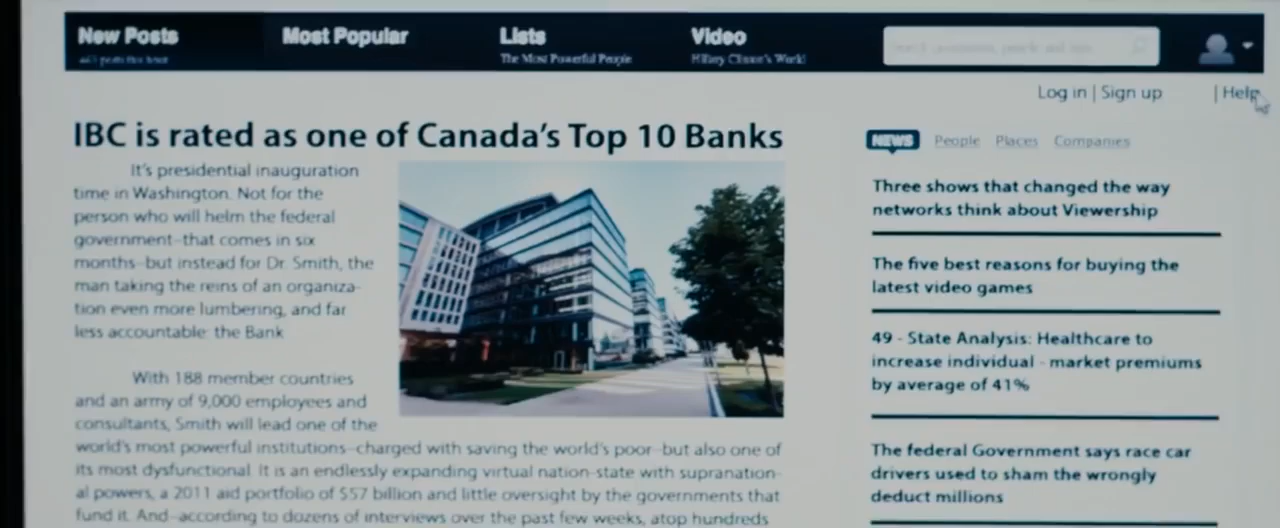 New Posts
Most Popular
Lists
Video
The Most Powerful People
Log in | Sign up
| Help
IBC is rated as one of Canada's Top 10 Banks
NEWS
People
Places
Companies
It's presidential inauguration
time in Washington. Not for the
person who will helm the federal
government--that comes in six
months--but instead for Dr. Smith, the
man taking the reins of an organiza-
tion even more lumbering, and far
less accountable: the Bank
With 188 member countries
and an army of 9,000 employees and
consultants, Smith will lead one of the
world's most powerful institutions--charged with saving the world's poor--but also one of
its most dysfunctional. It is an endlessly expanding virtual nation-state with supranation-
al powers, a 2011 aid portfolio of $57 billion and little oversight by the governments that
fund it. And--according to dozens of interviews over the past few weeks, atop hundreds
Three shows that changed the way
networks think about Viewership
The five best reasons for buying the
latest video games
49 - State Analysis: Healthcare to
increase individual - market premiums
by average of 41%
The federal Government says race car
drivers used to sham the wrongly
deduct millions